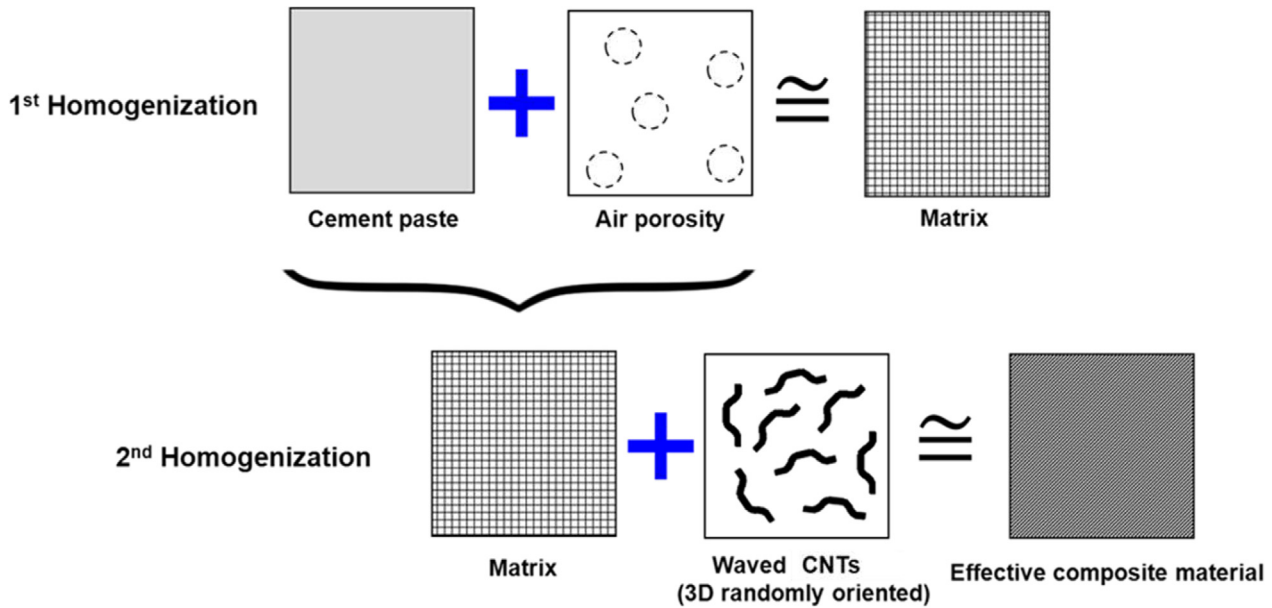 1st Homogenization
Cement paste
Air porosity
Matrix
2nd Homogenization
Matrix
Waved CNTs
(3D randomly oriented)
Effective composite material